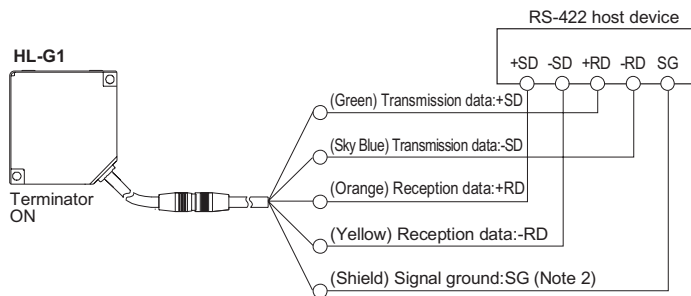 RS-422 host device
HL-G1
+SD -SD +RD -RD SG
(Green) Transmission data:+SD
(Sky Blue) Transmission data:-SD
(Orange) Reception data:+RD
Terminator
ON
(Yellow) Reception data:-RD
(Shield) Signal ground:SG (Note 2)